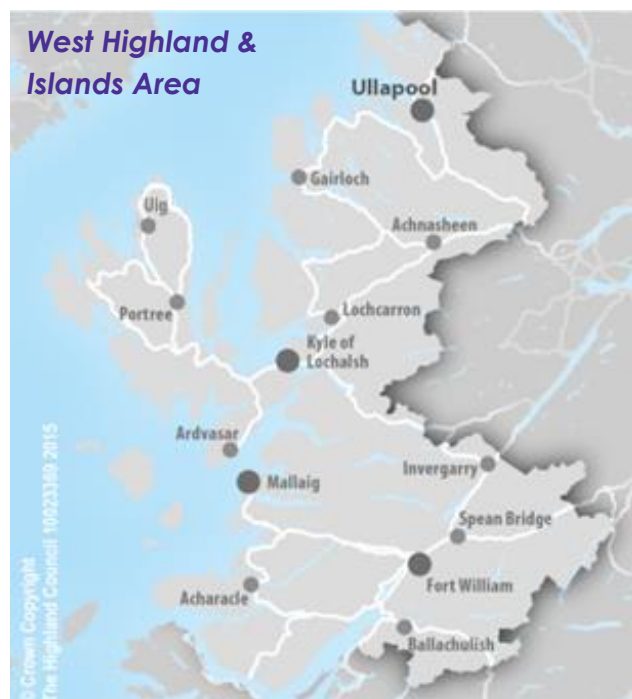 West Highland &
Islands Area
Ullapool
Gairloch
Uig
Achnasheen
Portree
Lochcarron
Kyle of
Lochalsh
Ardvasar
Invergarry
Mallaig
Spean Bridge
Fort William
Acharacle
Ballachulish
© Crown Copyright
The Highland Council 10023369 2015